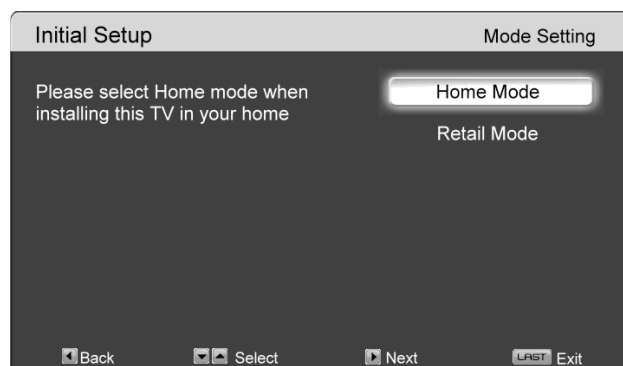 Initial Setup
Mode Setting
Please select Home mode when
installing this TV in your home
Home Mode
Retail Mode
Back
Select
Next
LAST Exit